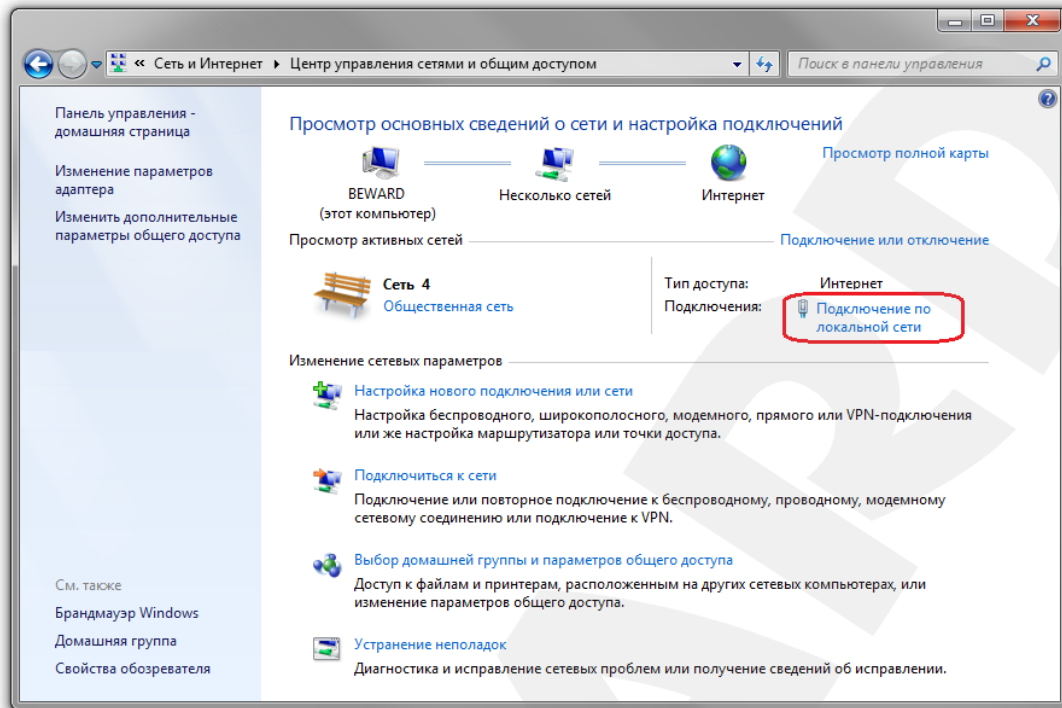 « Сеть и Интернет ▸ Центр управления сетями и общим доступом
Поиск в панели управления
Панель управления -
домашняя страница
Изменение параметров
адаптера
Изменить дополнительные
параметры общего доступа
Просмотр основных сведений о сети и настройка подключений
Просмотр полной карты
BEWARD
(этот компьютер)
Несколько сетей
Интернет
Просмотр активных сетей
Подключение или отключение
Сеть 4
Общественная сеть
Тип доступа: Интернет
Подключения: Подключение по
локальной сети
Изменение сетевых параметров
Настройка нового подключения или сети
Настройка беспроводного, широкополосного, модемного, прямого или VPN-подключения
или же настройка маршрутизатора или точки доступа.
Подключиться к сети
Подключение или повторное подключение к беспроводному, проводному, модемному
сетевому соединению или подключение к VPN.
Выбор домашней группы и параметров общего доступа
Доступ к файлам и принтерам, расположенным на других сетевых компьютерах, или
изменение параметров общего доступа.
Устранение неполадок
Диагностика и исправление сетевых проблем или получение сведений об исправлении.
См. также
Брандмауэр Windows
Домашняя группа
Свойства обозревателя
ARD